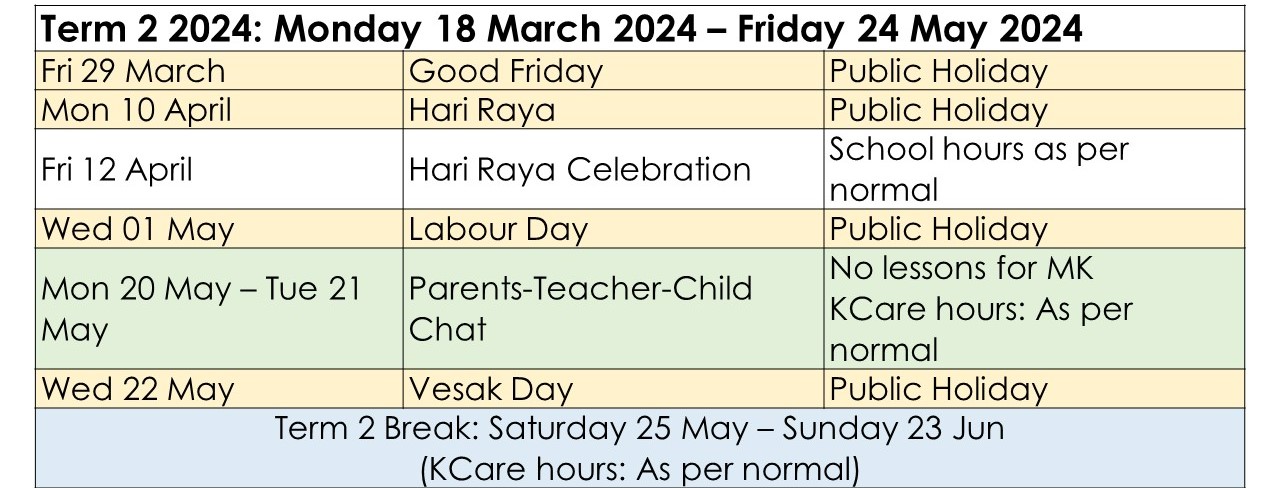 Term 2 2024: Monday 18 March 2024 – Friday 24 May 2024
Fri 29 March Good Friday Public Holiday
Mon 10 April Hari Raya Public Holiday
Fri 12 April Hari Raya Celebration School hours as per
normal
Wed 01 May Labour Day Public Holiday
Mon 20 May – Tue 21
May
Parents-Teacher-Child
Chat
No lessons for MK
KCare hours: As per
normal
Wed 22 May Vesak Day Public Holiday
Term 2 Break: Saturday 25 May – Sunday 23 Jun
(KCare hours: As per normal)